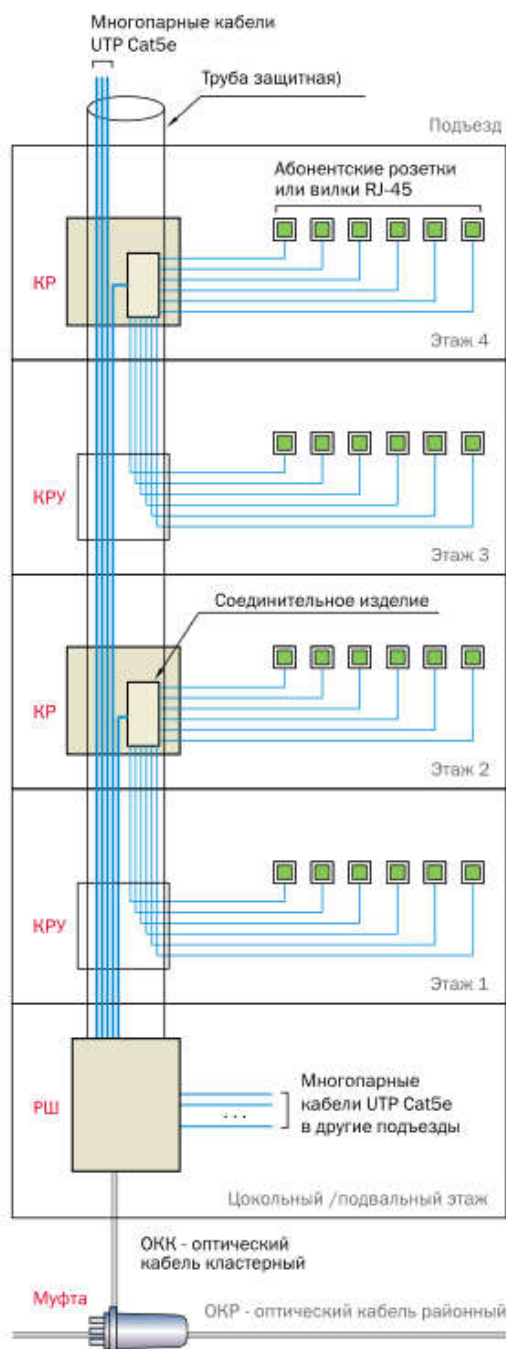 Многопарные кабели
UTP Cat5e
Труба защитная)
Подъезд
Абонентские розетки
или вилки RJ-45
КР
Этаж 4
КРУ
Этаж 3
Соединительное изделие
КР
Этаж 2
КРУ
Этаж 1
Многопарные
кабели UTP Cat5e
в другие подъезды
РШ
...
Цокольный /подвальный этаж
ОКК - оптический
кабель кластерный
Муфта
ОКР - оптический кабель районный